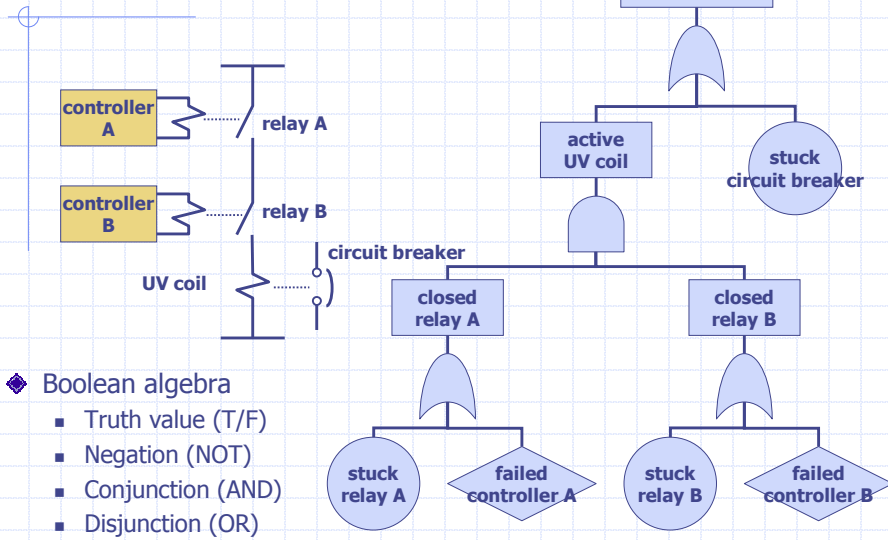 controller
A
relay A
controller
B
relay B
circuit breaker
UV coil
active
UV coil
stuck
circuit breaker
closed
relay A
closed
relay B
stuck
relay A
failed
controller A
stuck
relay B
failed
controller B
Boolean algebra
Truth value (T/F)
Negation (NOT)
Conjunction (AND)
Disjunction (OR)